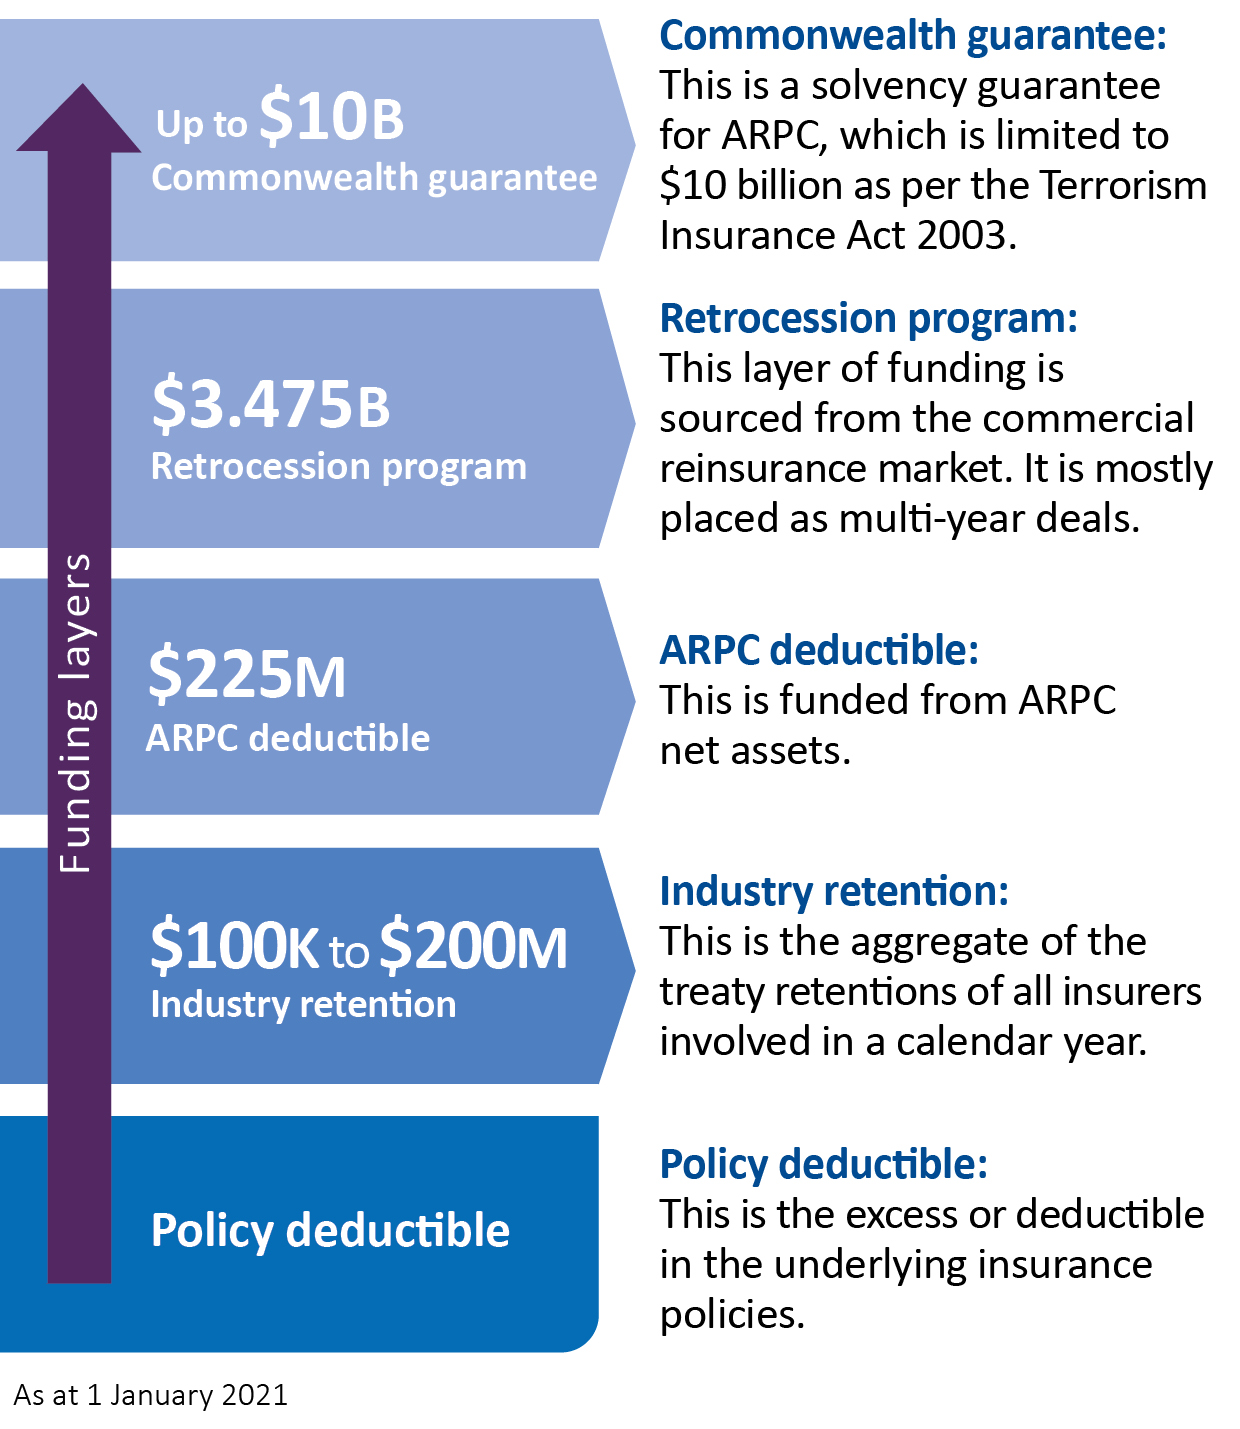 Up to $10B
Commonwealth guarantee
Commonwealth guarantee:
This is a solvency guarantee
for ARPC, which is limited to
$10 billion as per the Terrorism
Insurance Act 2003.
$3.475B
Retrocession program
Retrocession program:
This layer of funding is
sourced from the commercial
reinsurance market. It is mostly
placed as multi-year deals.
Funding layers
$225M
ARPC deductible
ARPC deductible:
This is funded from ARPC
net assets.
$100K to $200M
Industry retention
Industry retention:
This is the aggregate of the
treaty retentions of all insurers
involved in a calendar year.
Policy deductible
Policy deductible:
This is the excess or deductible
in the underlying insurance
policies.
As at 1 January 2021